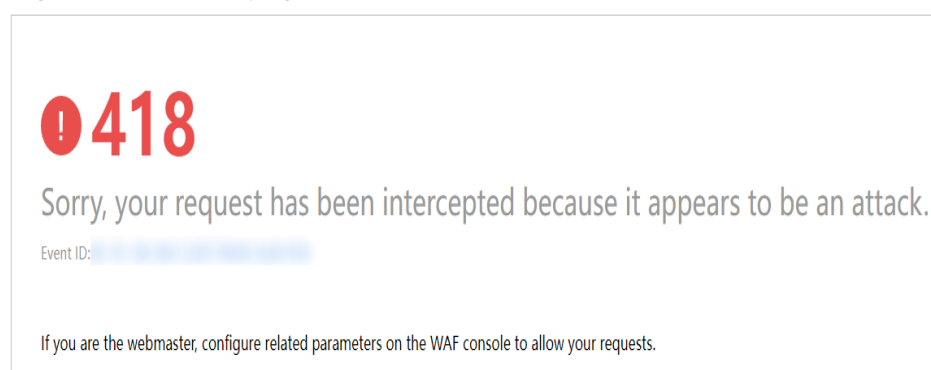 418
Sorry, your request has been intercepted because it appears to be an attack.
Event ID:
If you are the webmaster, configure related parameters on the WAF console to allow your requests.